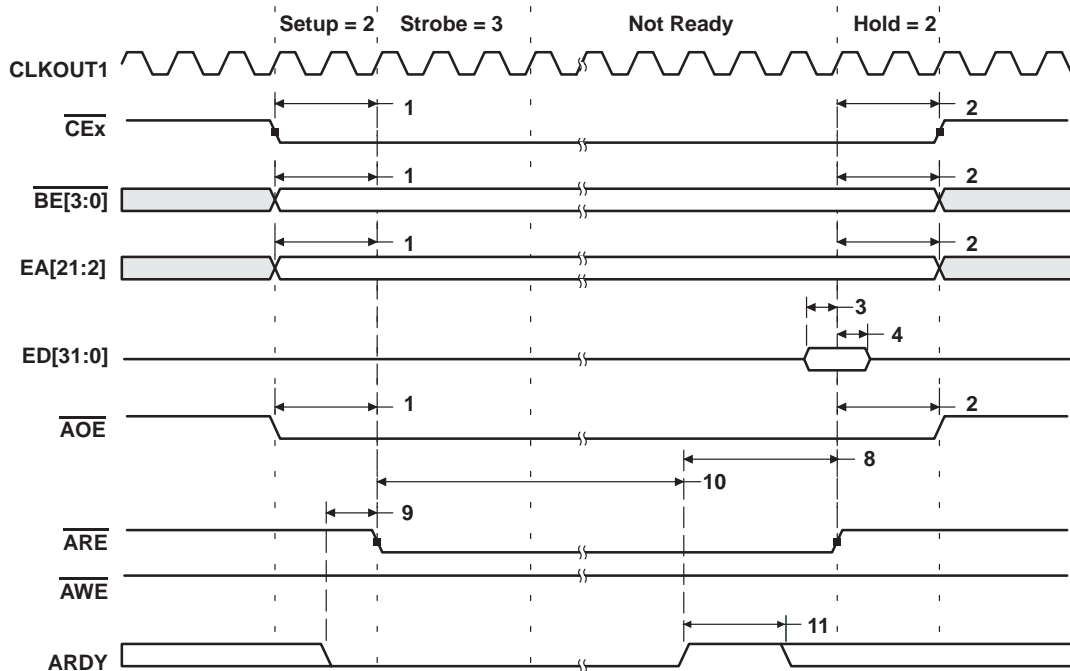 Setup = 2 Strobe = 3 Not Ready Hold = 2
CLKOUT1
1 2
CEx
1 2
BE[3:0]
1 2
EA[21:2]
3
4
ED[31:0]
1 2
AOE
8
10
9
ARE
AWE
11
ARDY